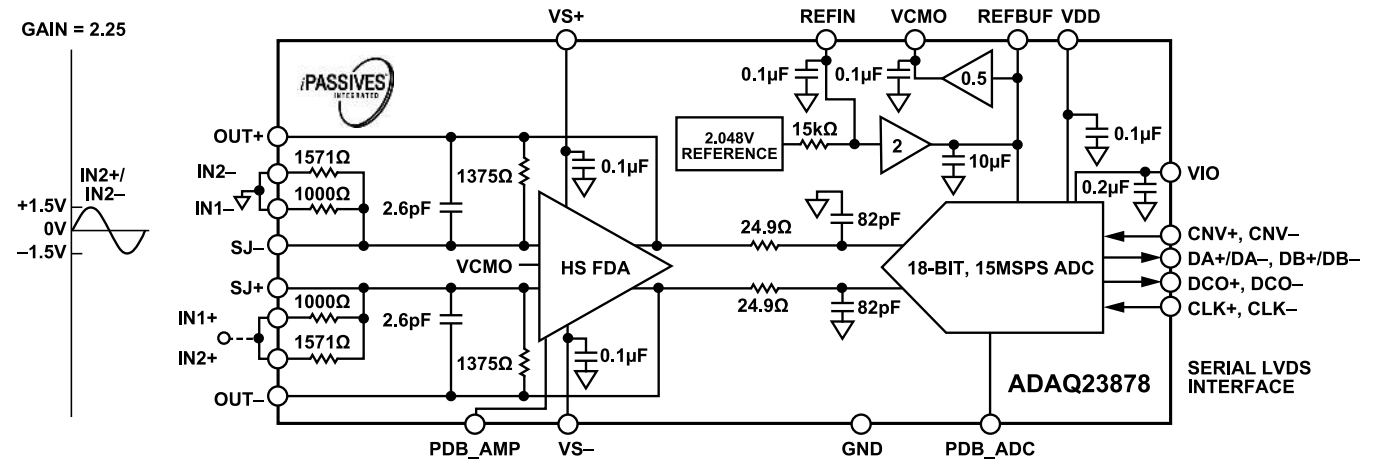 GAIN = 2.25
IN2+/
IN2–
+1.5V
0V
–1.5V
iPASSIVES
INTEGRATED
VS+
REFIN
VCMO
REFBUF
VDD
0.1µF
0.1µF
0.5
OUT+
IN2–
IN1–
SJ–
SJ+
IN1+
IN2+
OUT–
1571Ω
1000Ω
2.6pF
1375Ω
0.1µF
VCMO
HS FDA
1000Ω
1571Ω
2.6pF
1375Ω
0.1µF
2.048V
REFERENCE
15kΩ
2
10µF
0.1µF
0.2µF
VIO
24.9Ω
82pF
24.9Ω
82pF
18-BIT, 15MSPS ADC
CNV+, CNV–
DA+/DA–, DB+/DB–
DCO+, DCO–
CLK+, CLK–
SERIAL LVDS
INTERFACE
ADAQ23878
PDB_AMP
VS–
GND
PDB_ADC